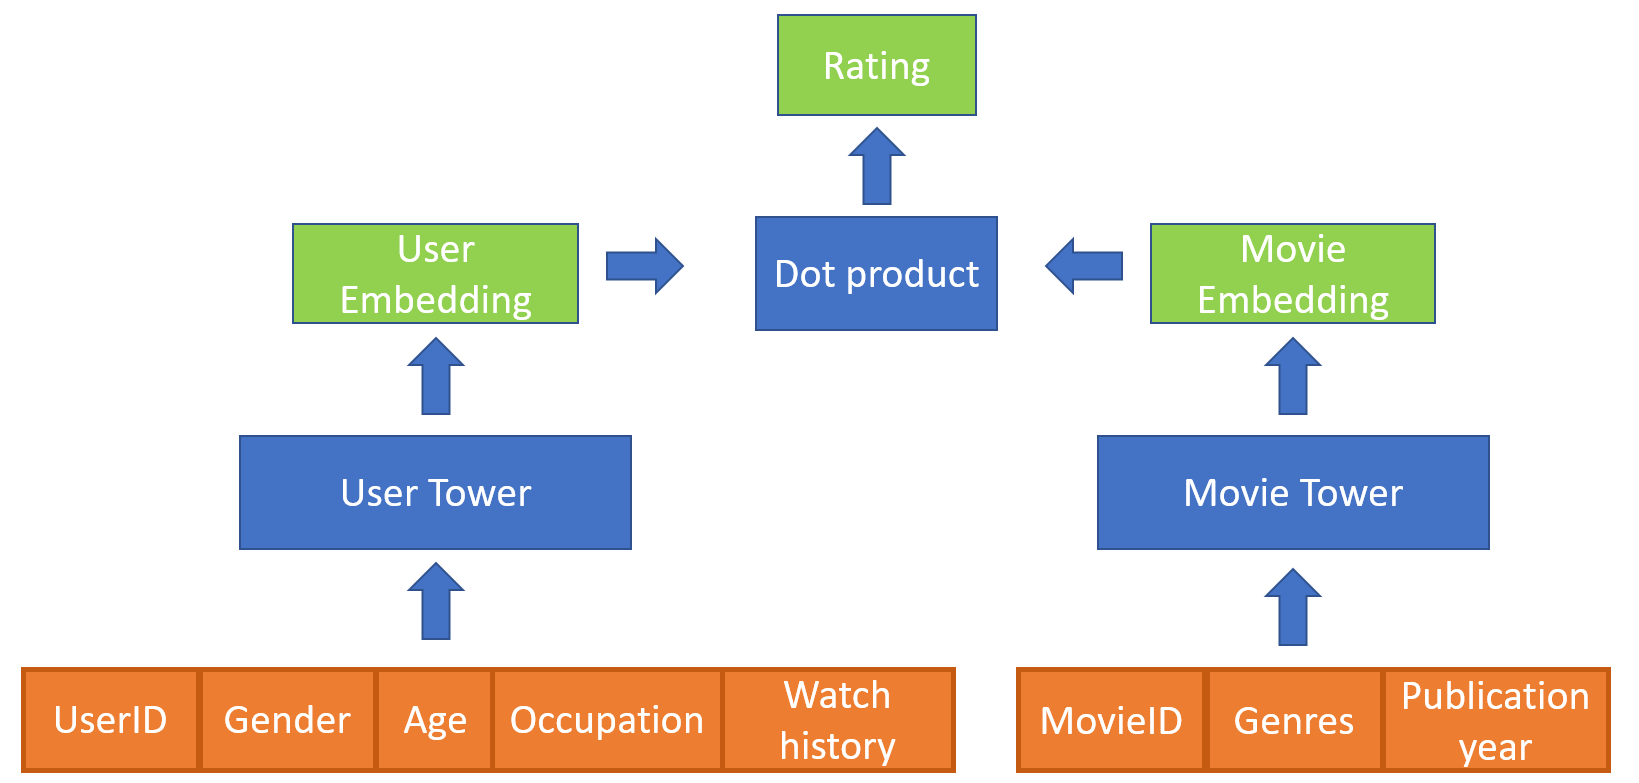 Rating
User
Embedding
Dot product
Movie
Embedding
User Tower
Movie Tower
UserID
Gender
Age
Occupation
Watch
history
MovieID
Genres
Publication
year